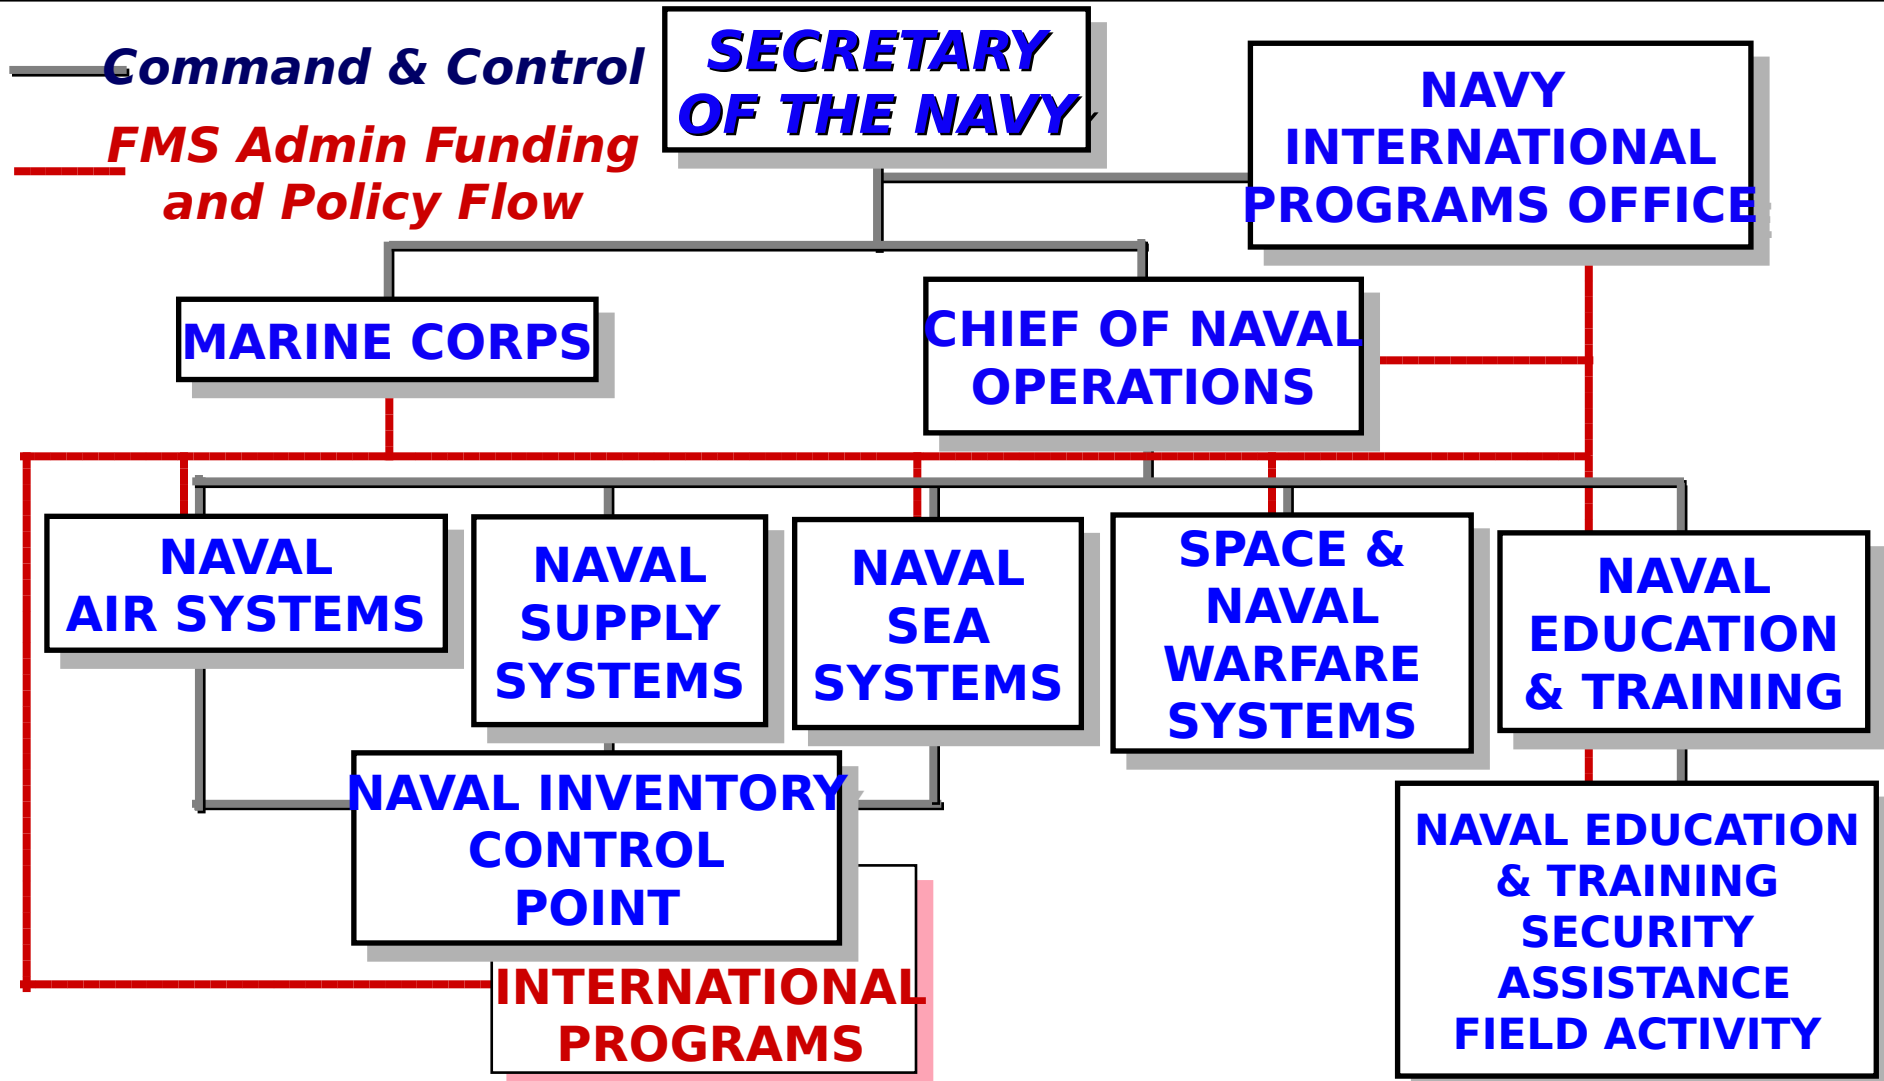 Command & Control
FMS Admin Funding
and Policy Flow
SECRETARY
OF THE NAVY
NAVY
INTERNATIONAL
PROGRAMS OFFICE
MARINE CORPS
CHIEF OF NAVAL
OPERATIONS
NAVAL
AIR SYSTEMS
NAVAL
SUPPLY
SYSTEMS
NAVAL
SEA
SYSTEMS
SPACE &
NAVAL
WARFARE
SYSTEMS
NAVAL
EDUCATION
& TRAINING
NAVAL INVENTORY
CONTROL
POINT
INTERNATIONAL
PROGRAMS
NAVAL EDUCATION
& TRAINING
SECURITY
ASSISTANCE
FIELD ACTIVITY